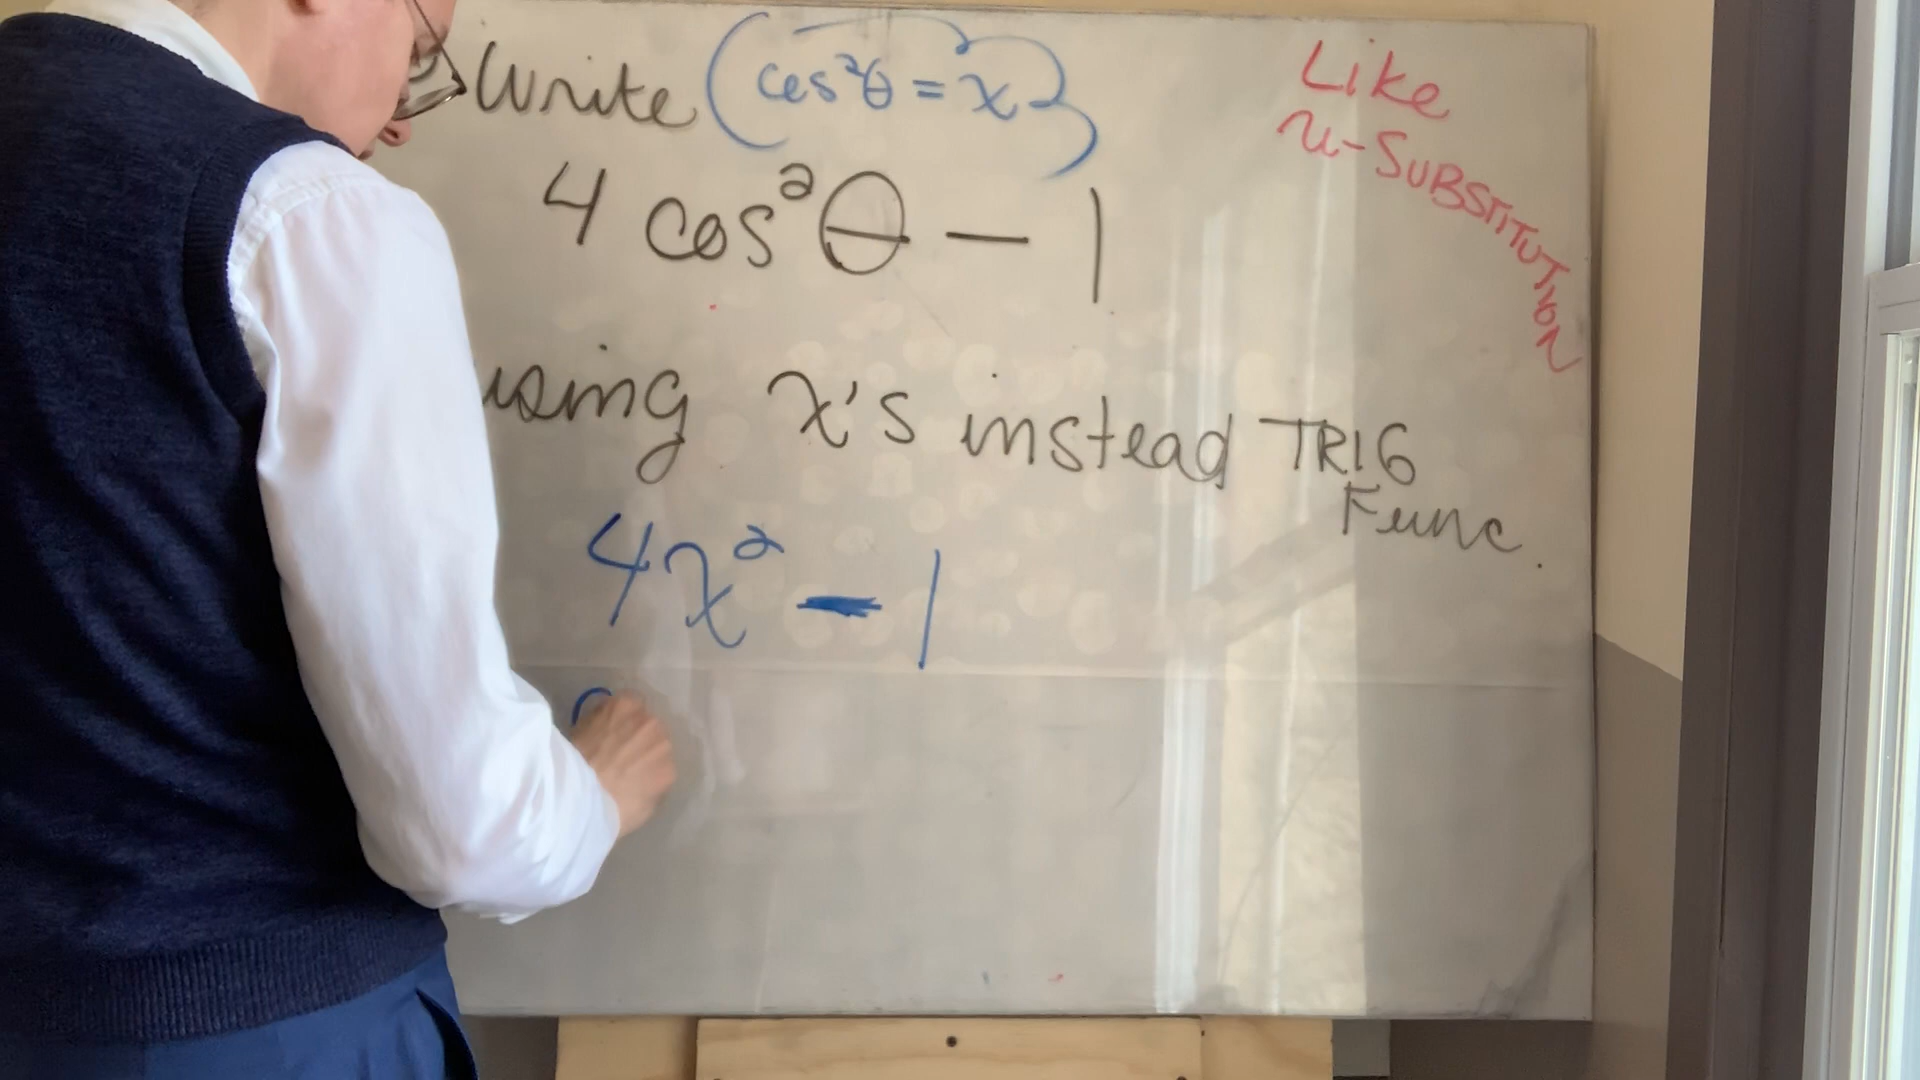 Write (cos²θ = x)
4 cos²θ - 1
using x's instead TRIG
Func.
4x² - 1
Like
u-SUBSTITUTION